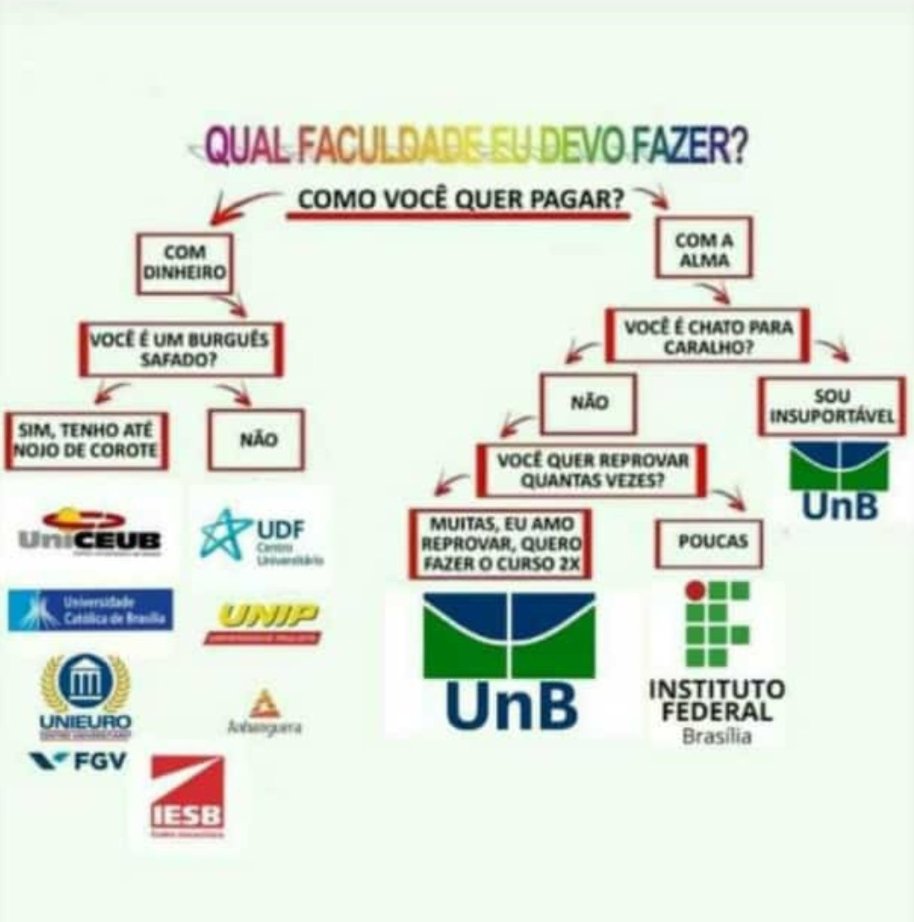 QUAL FACULDADE EU DEVO FAZER?
COMO VOCÊ QUER PAGAR?
COM
DINHEIRO
COM A
ALMA
VOCÊ É UM BURGUÊS
SAFADO?
VOCÊ É CHATO PARA
CARALHO?
SIM, TENHO ATÉ
NOJO DE COROTE
NÃO
NÃO
SOU
INSUPORTÁVEL
UnB
VOCÊ QUER REPROVAR
QUANTAS VEZES?
MUITAS, EU AMO
REPROVAR, QUERO
FAZER O CURSO 2X
POUCAS
UniCEUB
UDF
Centro
Universitário
Universidade
Católica de Brasília
UNIP
UNIEURO
Anhanguera
FGV
IESB
UnB
INSTITUTO
FEDERAL
Brasília